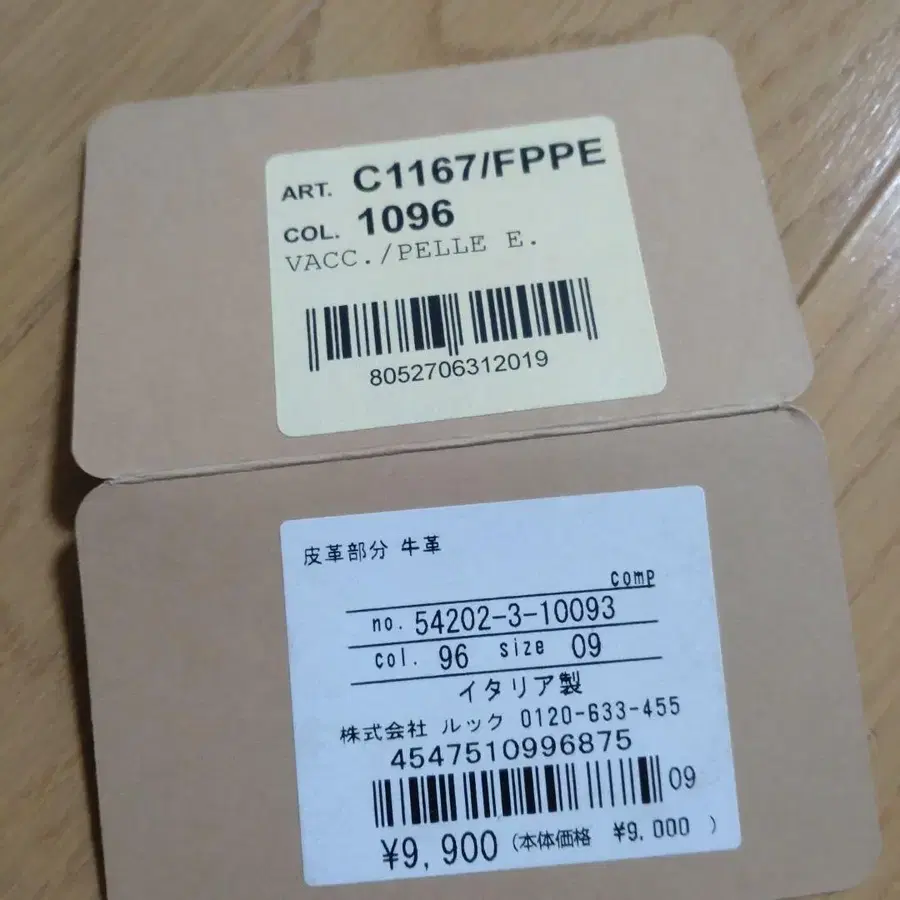 ART. C1167/FPPE
COL. 1096
VACC./PELLE E.
8052706312019
皮革部分 牛革
comp
no. 54202-3-10093
col. 96 size 09
イタリア製
株式会社 ルック 0120-633-455
4547510996875
09
¥9,900 (本体価格 ¥9,000 )